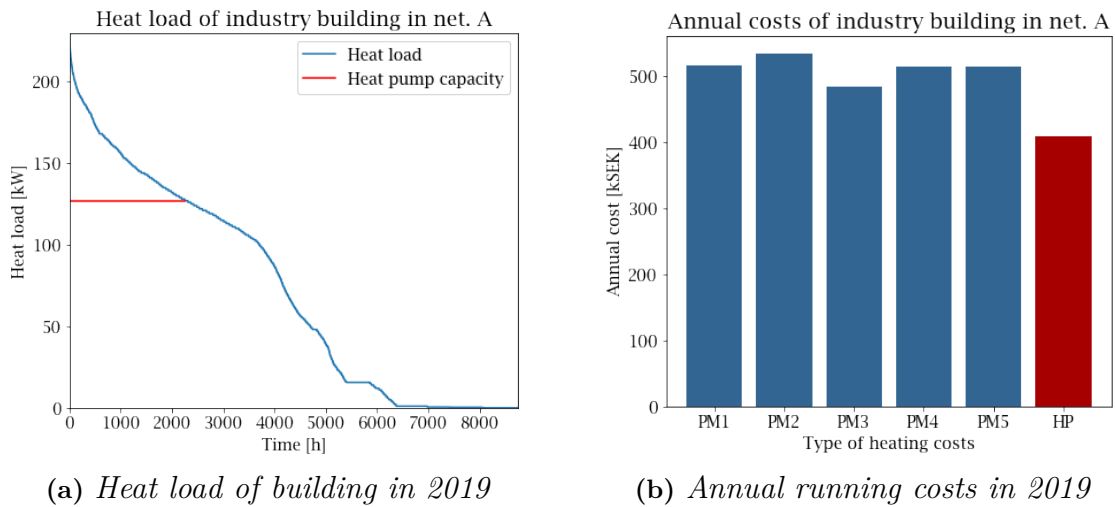 Heat load of industry building in net. A
Heat load
Heat pump capacity
Heat load [kW]
200
150
100
50
0
0 1000 2000 3000 4000 5000 6000 7000 8000
Time [h]
(a) Heat load of building in 2019
Annual costs of industry building in net. A
Annual cost [kSEK]
500
400
300
200
100
0
PM1 PM2 PM3 PM4 PM5 HP
Type of heating costs
(b) Annual running costs in 2019